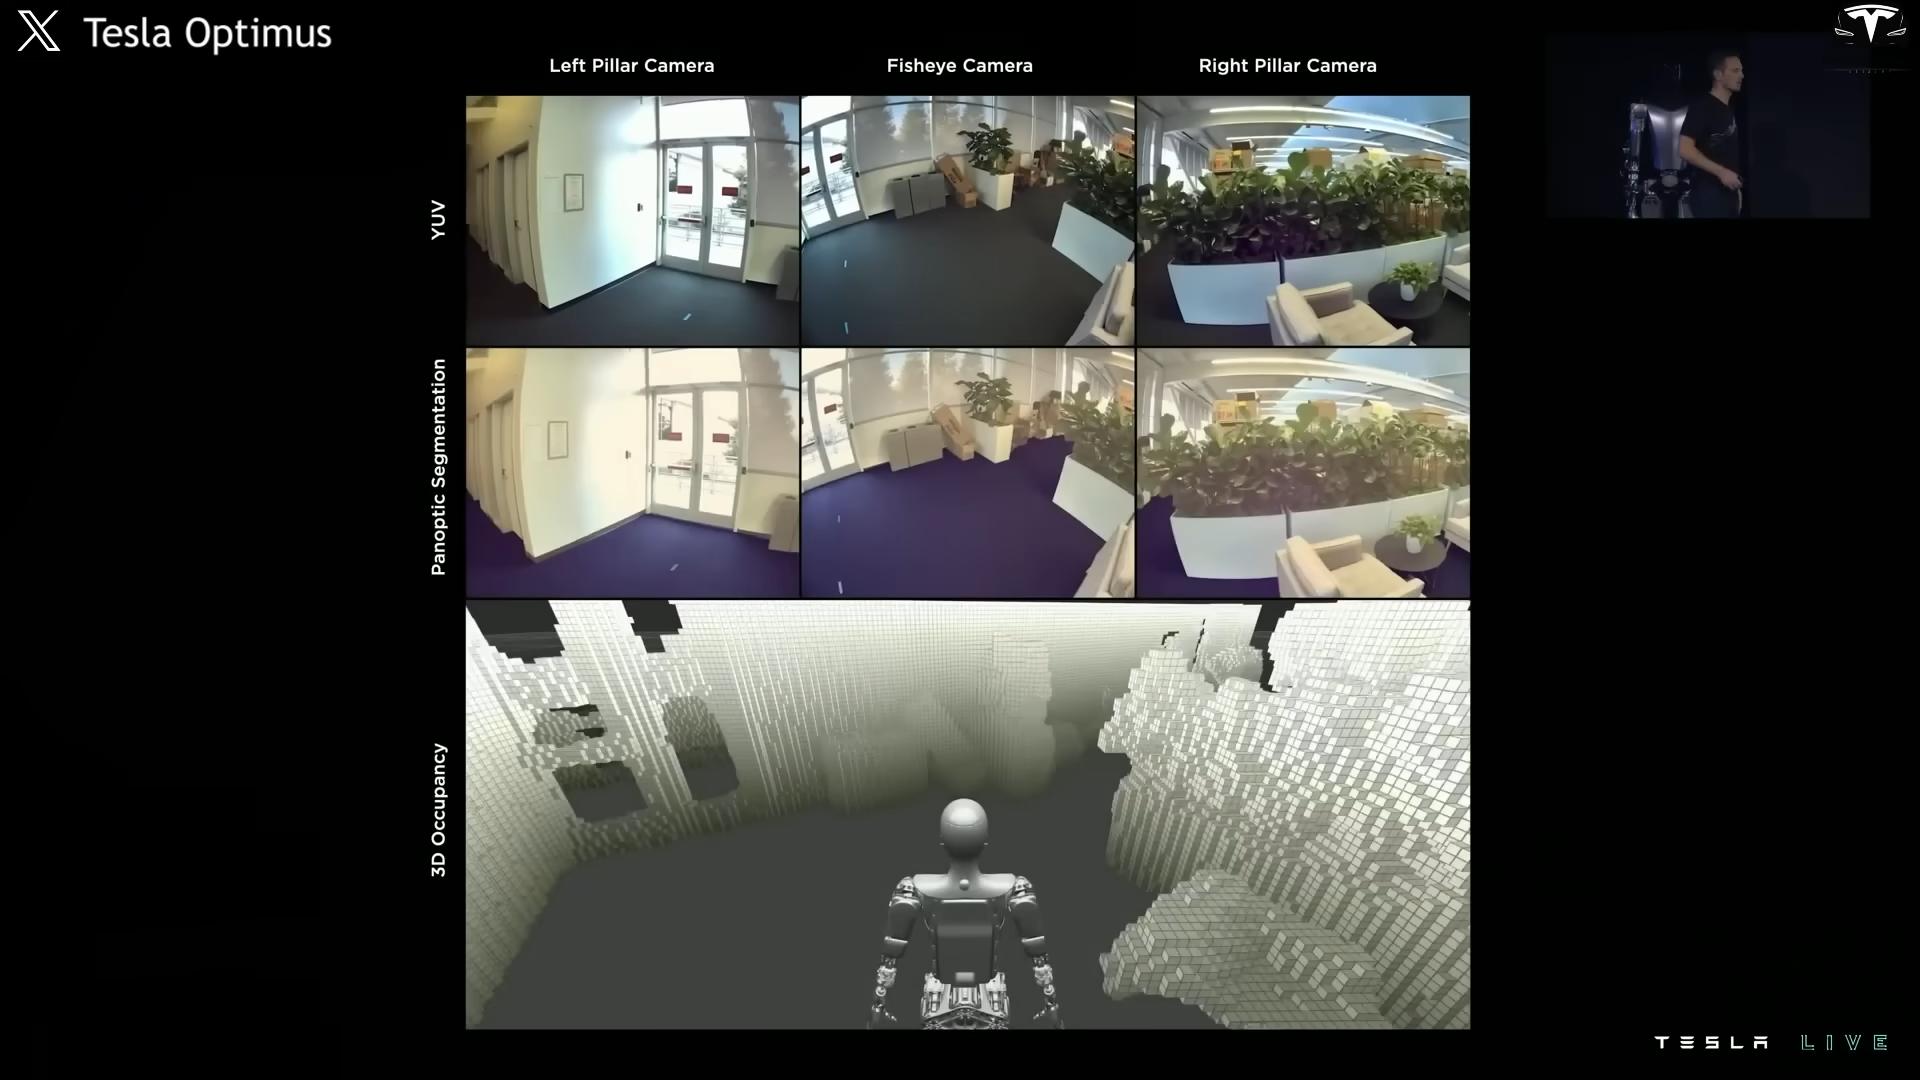 Tesla Optimus
Left Pillar Camera
Fisheye Camera
Right Pillar Camera
YUV
Panoptic Segmentation
3D Occupancy
TESLA LIVE